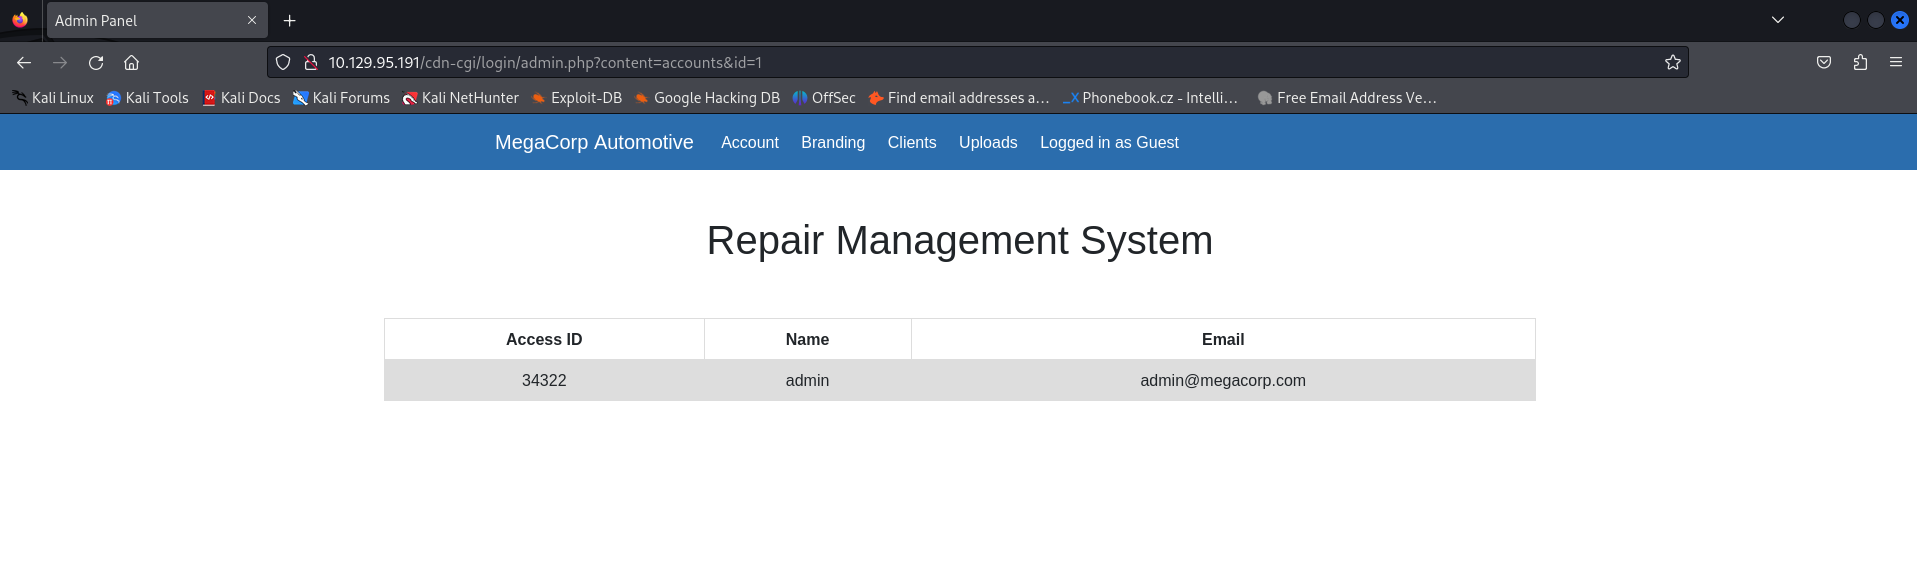 Admin Panel
10.129.95.191/cdn-cgi/login/admin.php?content=accounts&id=1
Kali Linux Kali Tools Kali Docs Kali Forums Kali NetHunter Exploit-DB Google Hacking DB OffSec Find email addresses a... Phonebook.cz - Intelli... Free Email Address Ve...
MegaCorp Automotive Account Branding Clients Uploads Logged in as Guest
Repair Management System
Access ID Name Email
34322 admin admin@megacorp.com